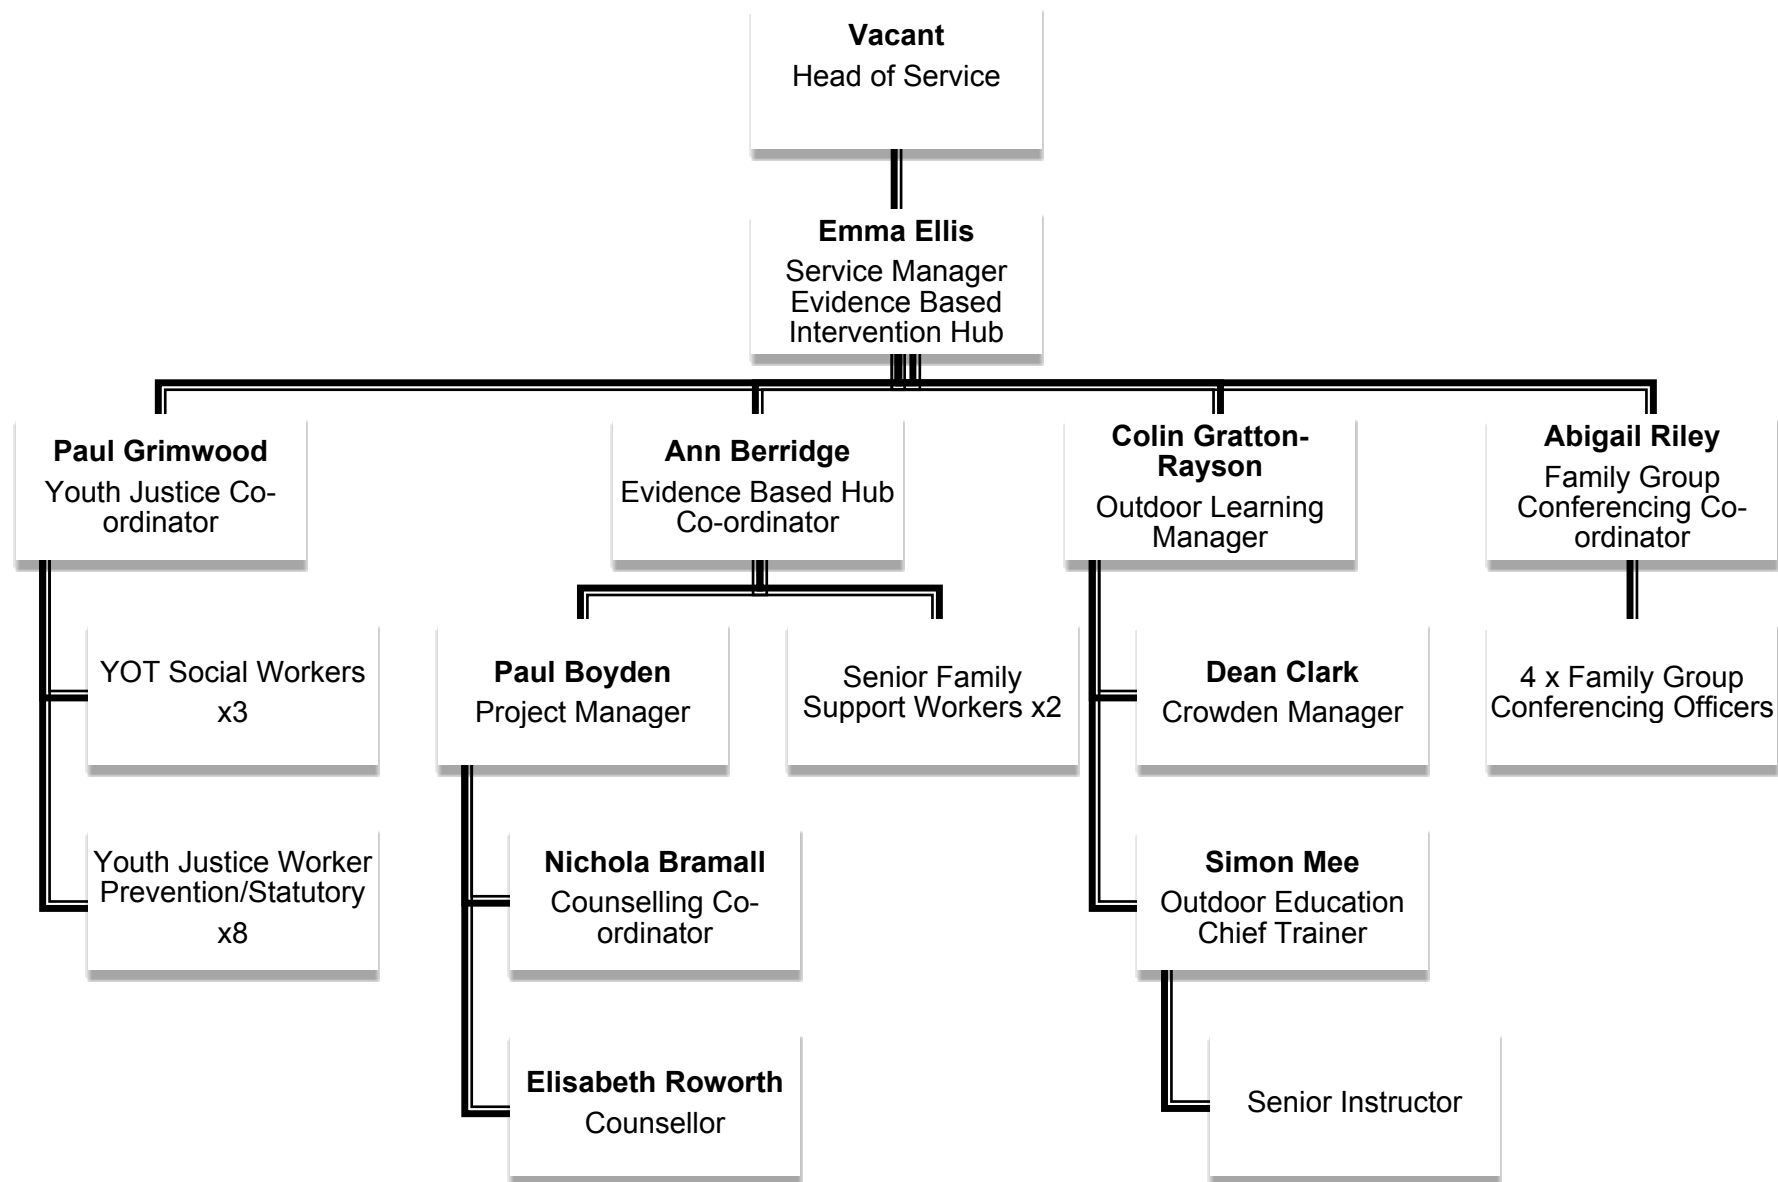 Vacant
Head of Service
Emma Ellis
Service Manager
Evidence Based
Intervention Hub
Paul Grimwood
Youth Justice Co-
ordinator
Ann Berridge
Evidence Based Hub
Co-ordinator
Colin Gratton-
Rayson
Outdoor Learning
Manager
Abigail Riley
Family Group
Conferencing Co-
ordinator
YOT Social Workers
x3
Paul Boyden
Project Manager
Senior Family
Support Workers x2
Dean Clark
Crowden Manager
4 x Family Group
Conferencing Officers
Youth Justice Worker
Prevention/Statutory
x8
Nichola Bramall
Counselling Co-
ordinator
Simon Mee
Outdoor Education
Chief Trainer
Elisabeth Roworth
Counsellor
Senior Instructor